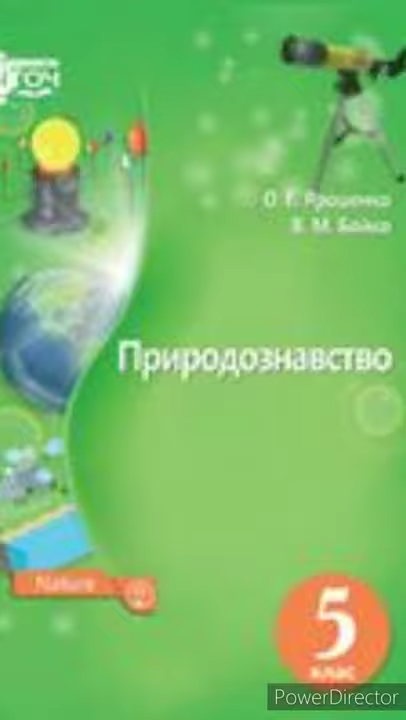 О. Г. Ярошенко
В. М. Бойко
Природознавство
Nature
5
клас
PowerDirector